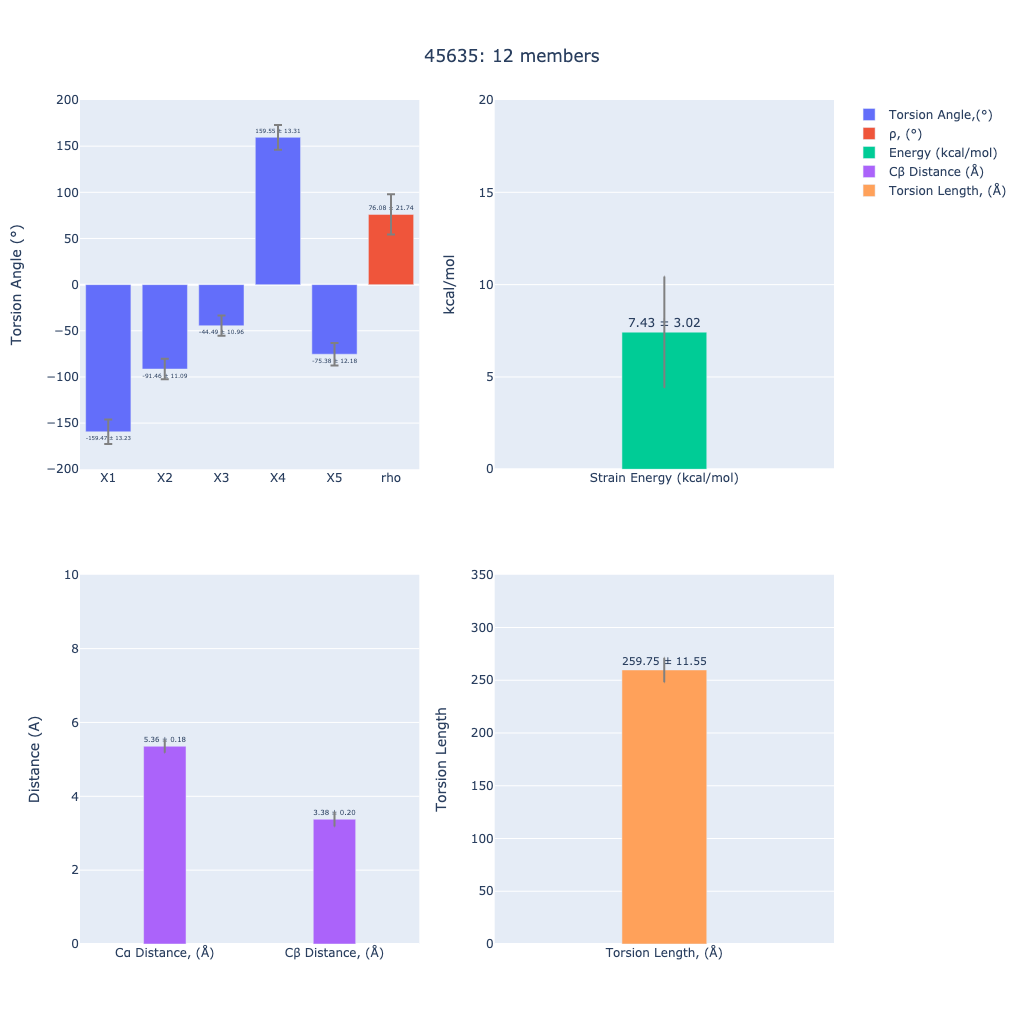 45635: 12 members
200
150
100
50
0
−50
−100
−150
−200
Torsion Angle (°)
159.55 ± 13.31
76.08 ± 21.74
-44.49 ± 10.96
-75.38 ± 12.18
-91.46 ± 11.09
-159.47 ± 13.23
X1 X2 X3 X4 X5 rho
20
15
10
5
0
kcal/mol
7.43 ± 3.02
Strain Energy (kcal/mol)
Torsion Angle,(°)
ρ, (°)
Energy (kcal/mol)
Cβ Distance (Å)
Torsion Length, (Å)
10
8
6
4
2
0
Distance (A)
5.36 ± 0.18
3.38 ± 0.20
Cα Distance, (Å) Cβ Distance, (Å)
350
300
250
200
150
100
50
0
Torsion Length
259.75 ± 11.55
Torsion Length, (Å)